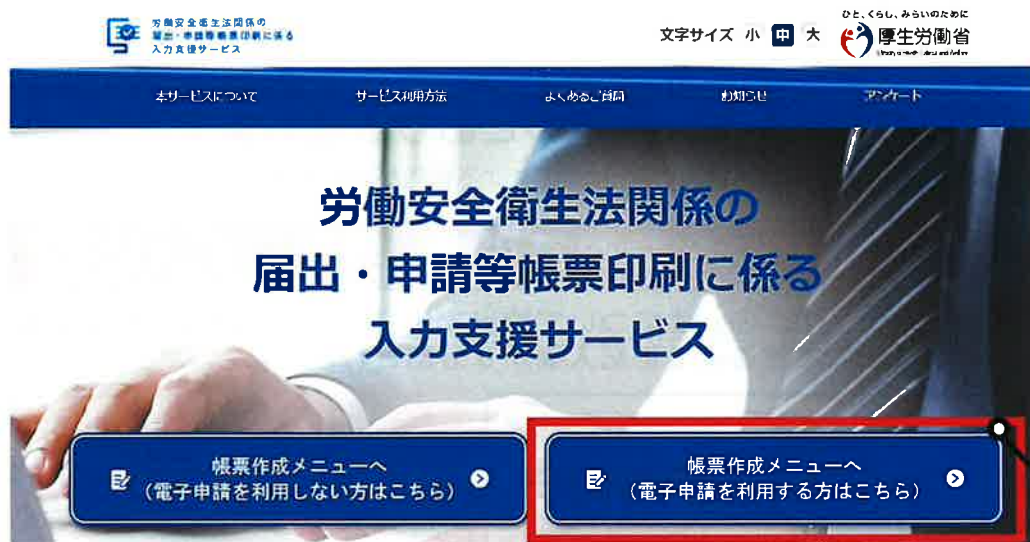 労働安全衛生法関係の
届出・申請等帳票印刷に係る
入力支援サービス
文字サイズ 小 中 大
ひと、くらし、みらいのために
厚生労働省
本サービスについて
サービス利用方法
よくあるご質問
お知らせ
アンケート
労働安全衛生法関係の
届出・申請等帳票印刷に係る
入力支援サービス
帳票作成メニューへ
(電子申請を利用しない方はこちら)
帳票作成メニューへ
(電子申請を利用する方はこちら)